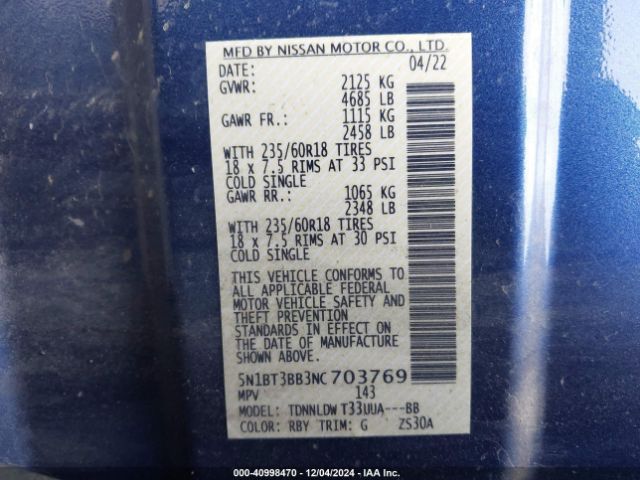 MFD BY NISSAN MOTOR CO., LTD.
DATE: 04/22
GVWR: 2125 KG
4685 LB
GAWR FR.: 1115 KG
2458 LB
WITH 235/60R18 TIRES
18 x 7.5 RIMS AT 33 PSI
COLD SINGLE
GAWR RR.: 1065 KG
2348 LB
WITH 235/60R18 TIRES
18 x 7.5 RIMS AT 30 PSI
COLD SINGLE
THIS VEHICLE CONFORMS TO
ALL APPLICABLE FEDERAL
MOTOR VEHICLE SAFETY AND
THEFT PREVENTION
STANDARDS IN EFFECT ON
THE DATE OF MANUFACTURE
SHOWN ABOVE.
5N1BT3BB3NC703769
MPV 143
MODEL: TDNNLDW T33UUA---BB
COLOR: RBY TRIM: G ZS30A
000-40998470 - 12/04/2024 - IAA Inc.